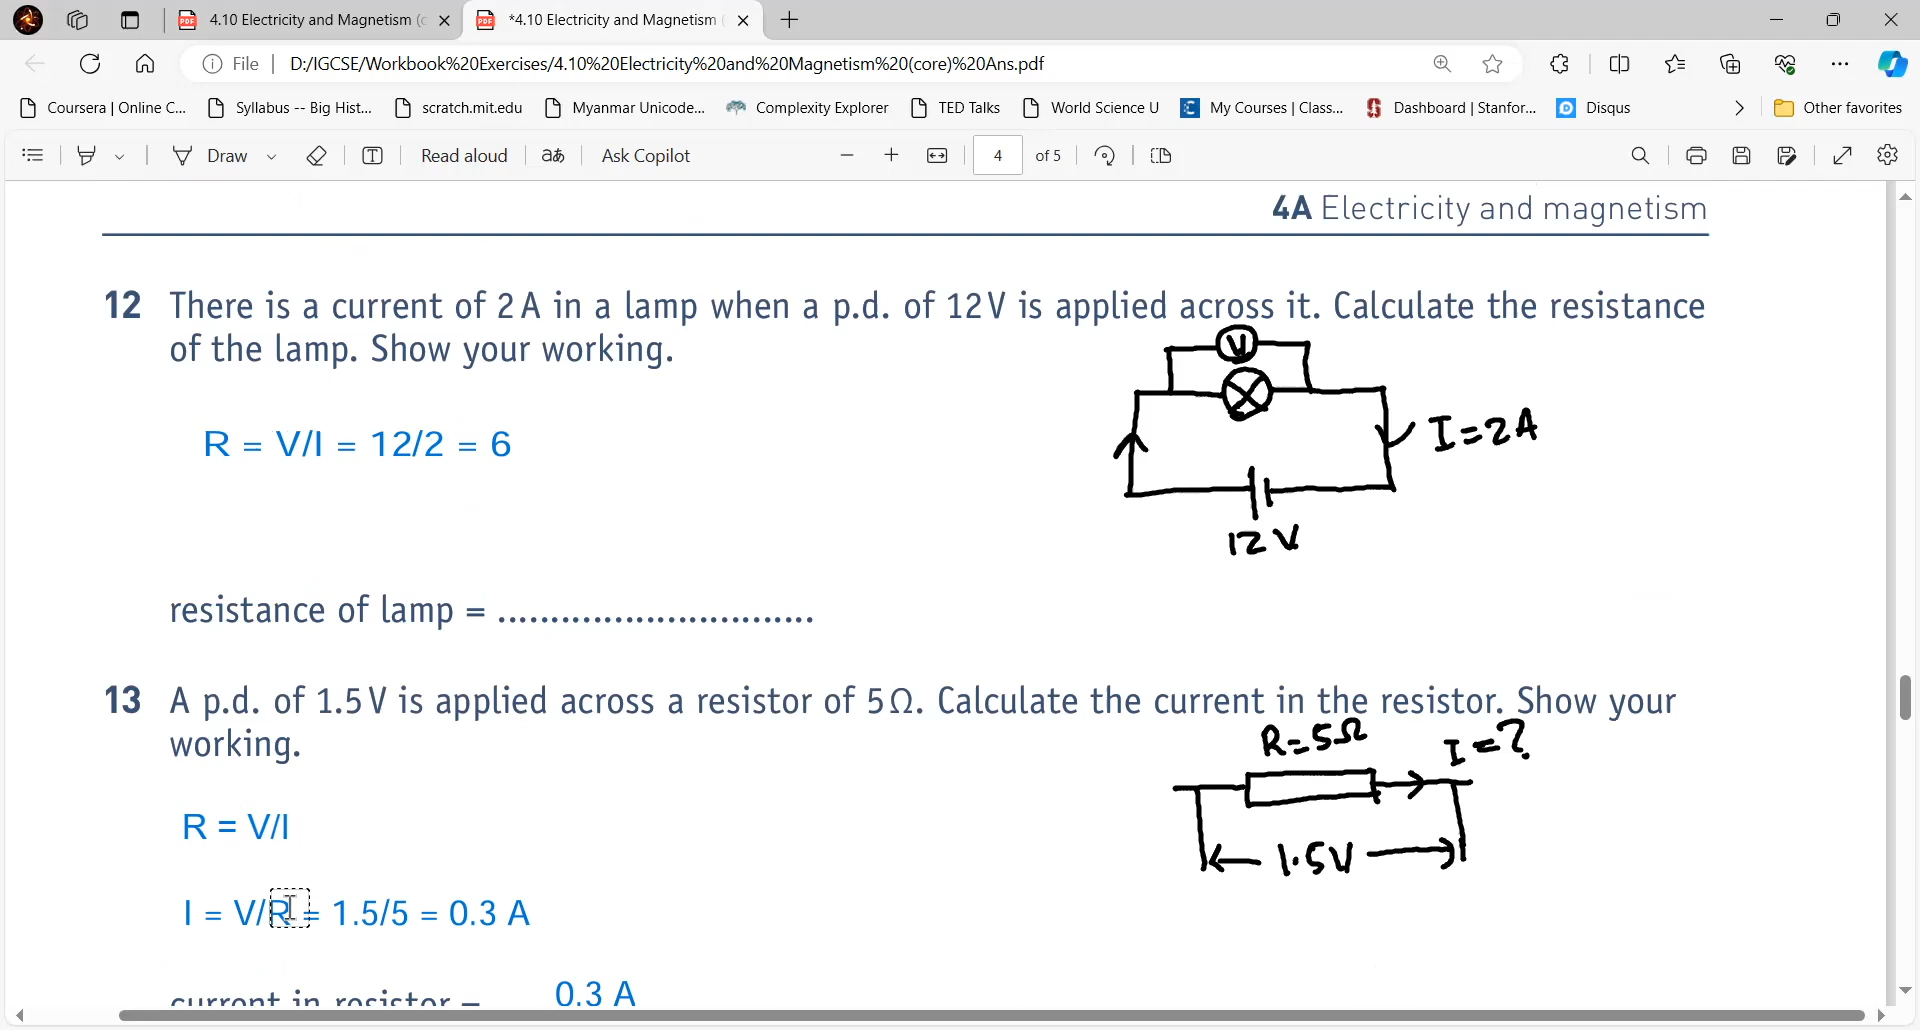 4.10 Electricity and Magnetism (c
*4.10 Electricity and Magnetism (
File
D:/IGCSE/Workbook%20Exercises/4.10%20Electricity%20and%20Magnetism%20(core)%20Ans.pdf
Coursera | Online C...
Syllabus -- Big Hist...
scratch.mit.edu
Myanmar Unicode...
Complexity Explorer
TED Talks
World Science U
My Courses | Class...
Dashboard | Stanfor...
Disqus
Other favorites
Draw
Read aloud
aあ
Ask Copilot
4
of 5
4A Electricity and magnetism
12 There is a current of 2 A in a lamp when a p.d. of 12 V is applied across it. Calculate the resistance
of the lamp. Show your working.
V
I = 2A
R = V/I = 12/2 = 6
12 V
resistance of lamp = ..............................
13 A p.d. of 1.5 V is applied across a resistor of 5 Ω. Calculate the current in the resistor. Show your
working.
R = 5Ω
I = ?
1.5V
R = V/I
I = V/R = 1.5/5 = 0.3 A
current in resistor =
0.3 A